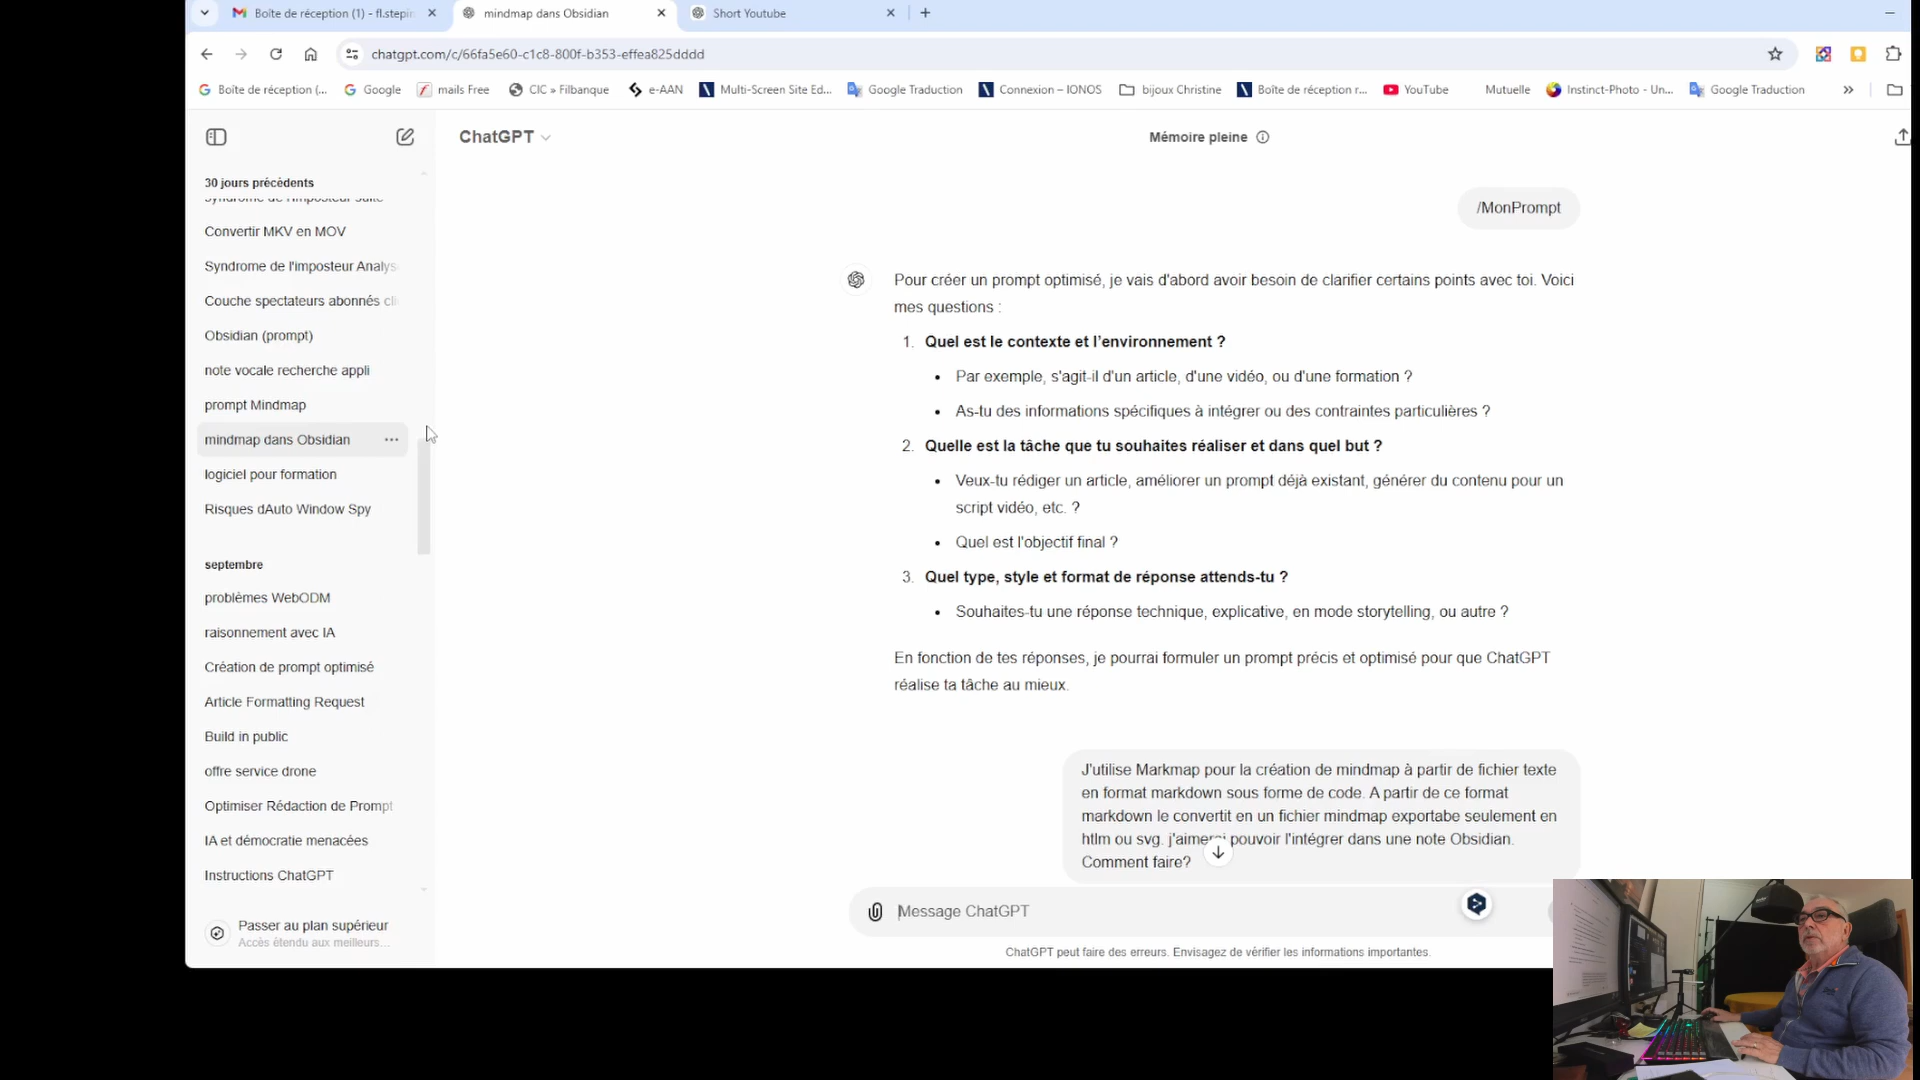 Boîte de réception (1) - fl.stepin
mindmap dans Obsidian
Short Youtube
chatgpt.com/c/66fa5e60-c1c8-800f-b353-effea825dddd
Boîte de réception (...
Google
mails Free
CIC » Filbanque
e-AAN
Multi-Screen Site Ed...
Google Traduction
Connexion – IONOS
bijoux Christine
Boîte de réception r...
YouTube
Mutuelle
Instinct-Photo - Un...
Google Traduction
ChatGPT
Mémoire pleine
30 jours précédents
syndrome de l'imposteur suite
Convertir MKV en MOV
Syndrome de l'imposteur Analys
Couche spectateurs abonnés cli
Obsidian (prompt)
note vocale recherche appli
prompt Mindmap
mindmap dans Obsidian
logiciel pour formation
Risques dAuto Window Spy
septembre
problèmes WebODM
raisonnement avec IA
Création de prompt optimisé
Article Formatting Request
Build in public
offre service drone
Optimiser Rédaction de Prompt
IA et démocratie menacées
Instructions ChatGPT
Passer au plan supérieur
Accès étendu aux meilleurs...
/MonPrompt
Pour créer un prompt optimisé, je vais d'abord avoir besoin de clarifier certains points avec toi. Voici
mes questions :
1. Quel est le contexte et l'environnement ?
• Par exemple, s'agit-il d'un article, d'une vidéo, ou d'une formation ?
• As-tu des informations spécifiques à intégrer ou des contraintes particulières ?
2. Quelle est la tâche que tu souhaites réaliser et dans quel but ?
• Veux-tu rédiger un article, améliorer un prompt déjà existant, générer du contenu pour un
script vidéo, etc. ?
• Quel est l'objectif final ?
3. Quel type, style et format de réponse attends-tu ?
• Souhaites-tu une réponse technique, explicative, en mode storytelling, ou autre ?
En fonction de tes réponses, je pourrai formuler un prompt précis et optimisé pour que ChatGPT
réalise ta tâche au mieux.
J'utilise Markmap pour la création de mindmap à partir de fichier texte
en format markdown sous forme de code. A partir de ce format
markdown le convertit en un fichier mindmap exportabe seulement en
htlm ou svg. j'aimerai pouvoir l'intégrer dans une note Obsidian.
Comment faire?
Message ChatGPT
ChatGPT peut faire des erreurs. Envisagez de vérifier les informations importantes.